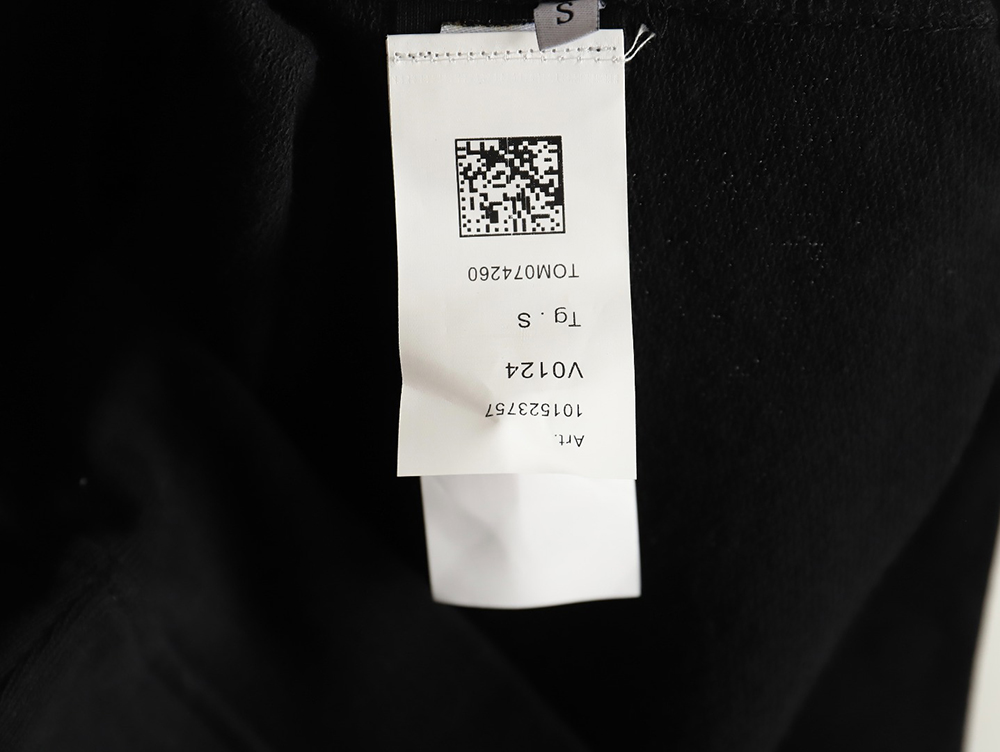 S
Art.
101523757
V0124
Tg . S
TOM074260